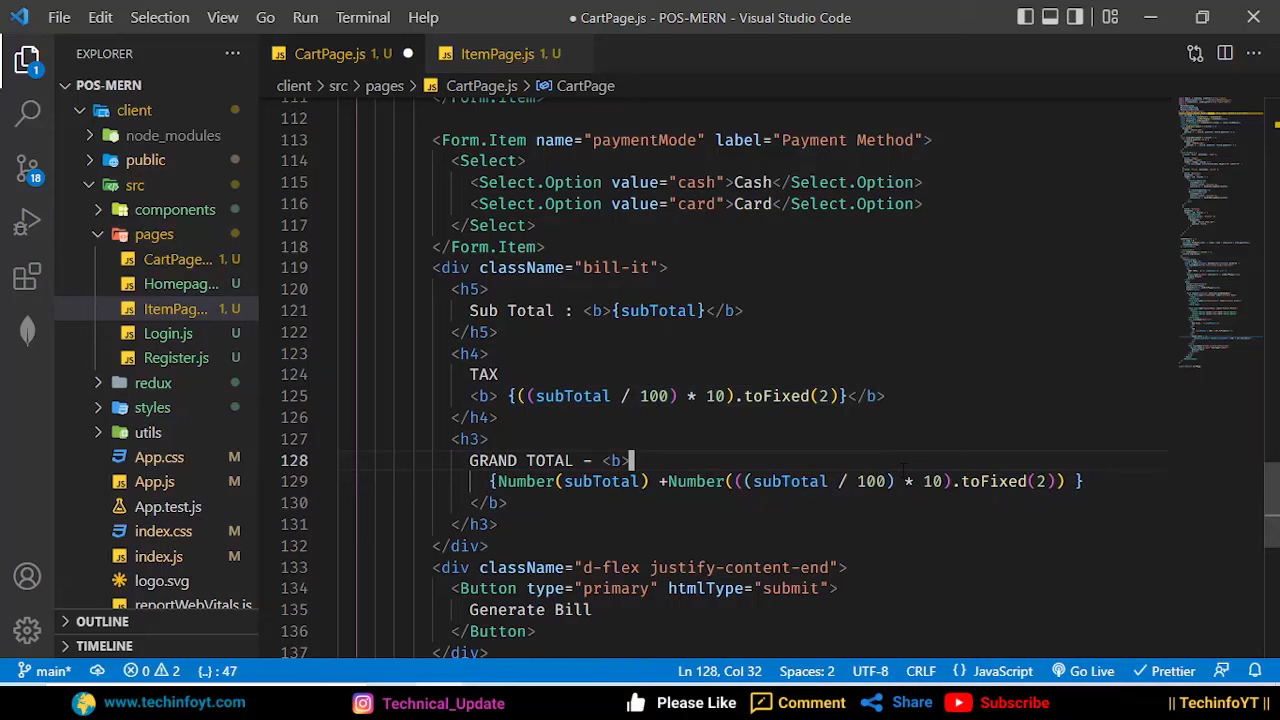 File Edit Selection View Go Run Terminal Help
● CartPage.js - POS-MERN - Visual Studio Code
EXPLORER
CartPage.js 1, U ●
ItemPage.js 1, U
POS-MERN
client > src > pages > CartPage.js > CartPage
client
node_modules
public
src
components
pages
CartPage... 1, U
Homepag... U
ItemPag... 1, U
Login.js U
Register.js U
redux
styles
utils
App.css M
App.js M
App.test.js
index.css M
index.js M
logo.svg
reportWebVitals.js
OUTLINE
TIMELINE
1
18
111 </Form.Item>
112
113 <Form.Item name="paymentMode" label="Payment Method">
114 <Select>
115 <Select.Option value="cash">Cash</Select.Option>
116 <Select.Option value="card">Card</Select.Option>
117 </Select>
118 </Form.Item>
119 <div className="bill-it">
120 <h5>
121 Sub Total : <b>{subTotal}</b>
122 </h5>
123 <h4>
124 TAX
125 <b> {((subTotal / 100) * 10).toFixed(2)}</b>
126 </h4>
127 <h3>
128 GRAND TOTAL - <b>
129 {Number(subTotal) +Number(((subTotal / 100) * 10).toFixed(2)) }
130 </b>
131 </h3>
132 </div>
133 <div className="d-flex justify-content-end">
134 <Button type="primary" htmlType="submit">
135 Generate Bill
136 </Button>
137 </div>
main* 0 2 {..} : 47 Ln 128, Col 32 Spaces: 2 UTF-8 CRLF {} JavaScript Go Live Prettier
www.techinfoyt.com Technical_Update Please Like Comment Share Subscribe || TechinfoYT ||